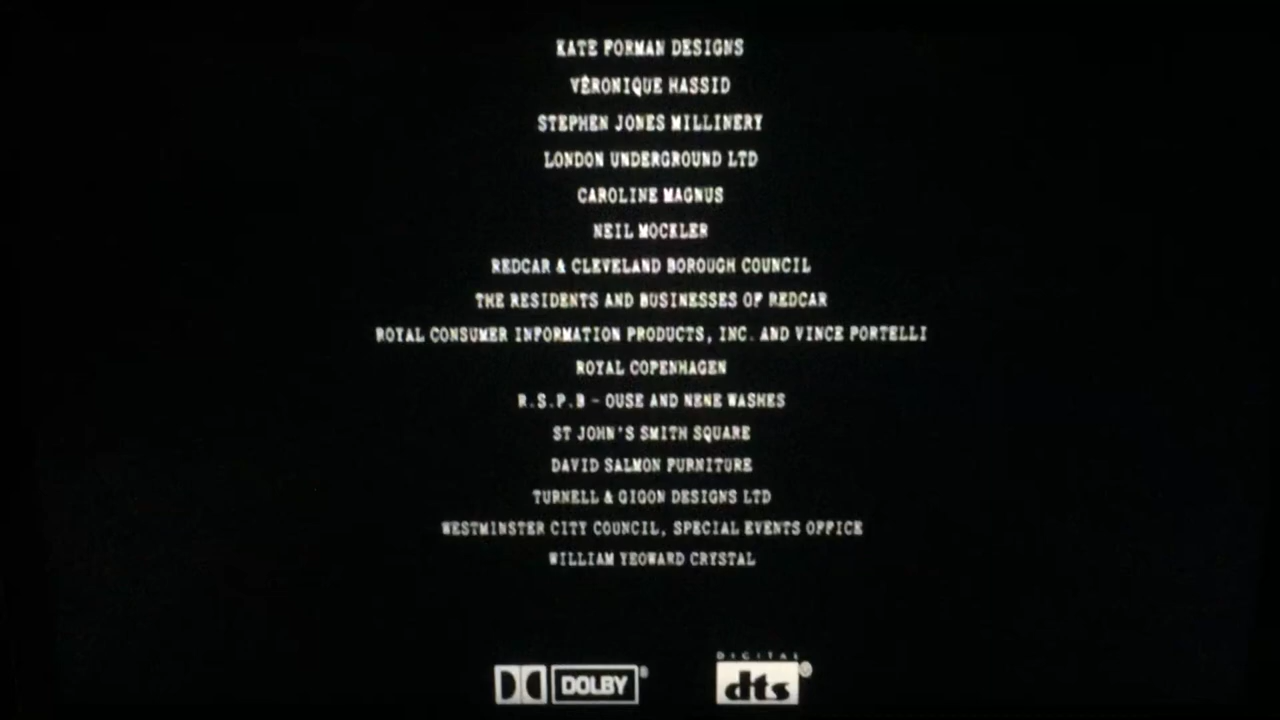 KATE FORMAN DESIGNS
VÉRONIQUE HASSID
STEPHEN JONES MILLINERY
LONDON UNDERGROUND LTD
CAROLINE MAGNUS
NEIL MOCKLER
REDCAR & CLEVELAND BOROUGH COUNCIL
THE RESIDENTS AND BUSINESSES OF REDCAR
ROYAL CONSUMER INFORMATION PRODUCTS, INC. AND VINCE PORTELLI
ROYAL COPENHAGEN
R.S.P.B - OUSE AND NENE WASHES
ST JOHN'S SMITH SQUARE
DAVID SALMON FURNITURE
TURNELL & GIGON DESIGNS LTD
WESTMINSTER CITY COUNCIL, SPECIAL EVENTS OFFICE
WILLIAM YEOWARD CRYSTAL
DIGITAL
DOLBY® dts®